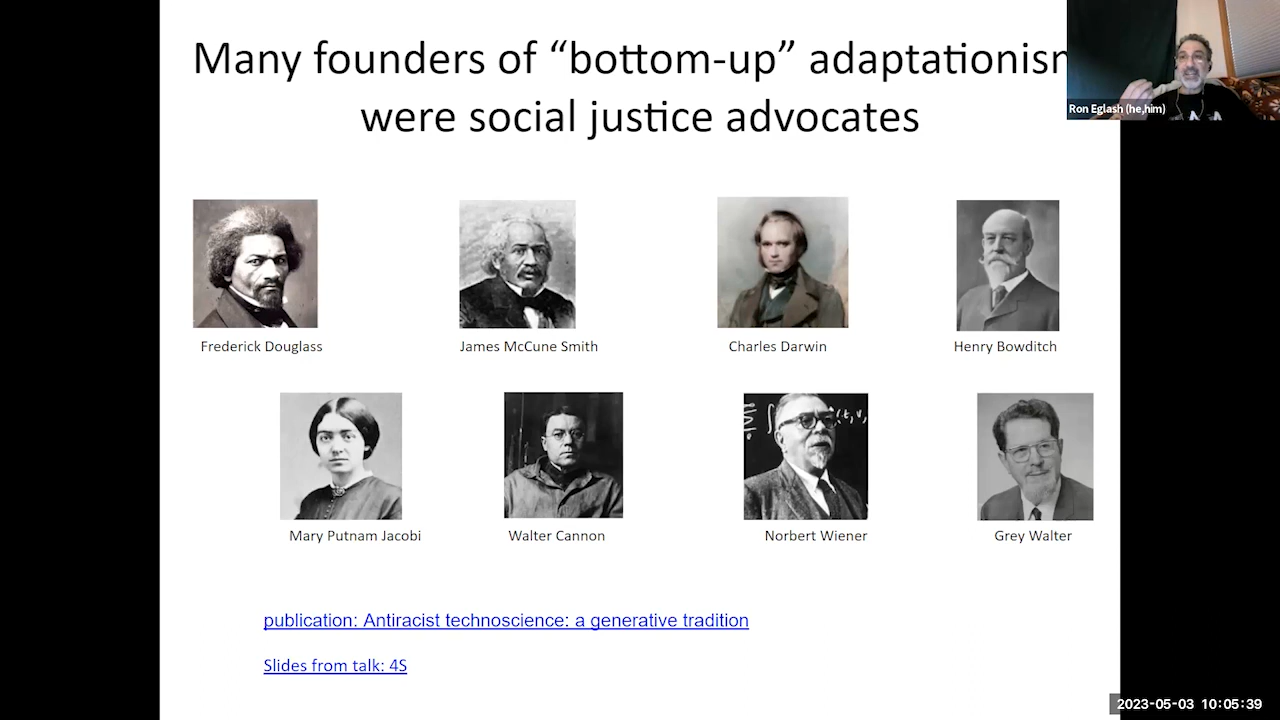 Many founders of “bottom-up” adaptationism
were social justice advocates
Ron Eglash (he,him)
Frederick Douglass
James McCune Smith
Charles Darwin
Henry Bowditch
Mary Putnam Jacobi
Walter Cannon
Norbert Wiener
Grey Walter
publication: Antiracist technoscience: a generative tradition
Slides from talk: 4S
2023-05-03 10:05:39